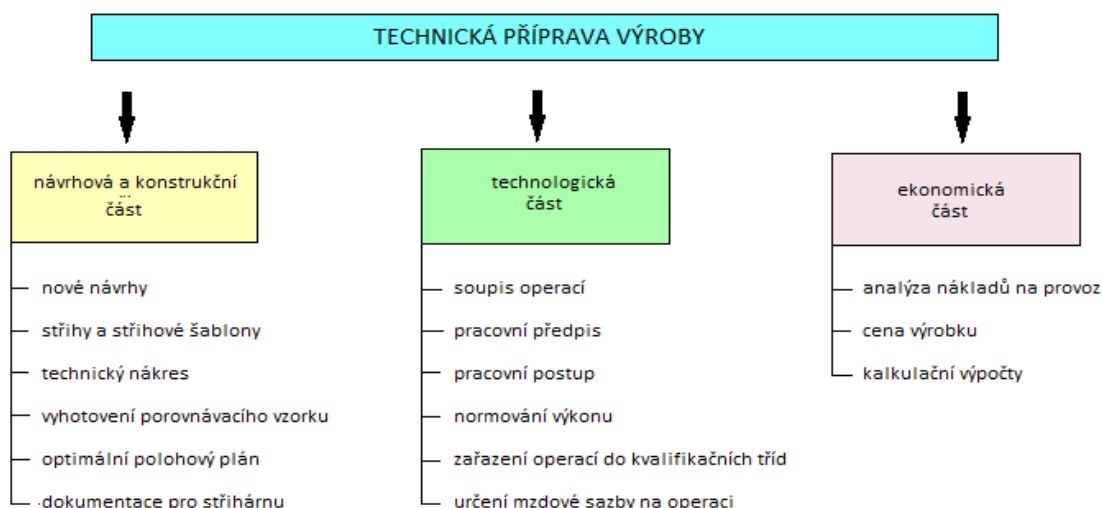 TECHNICKÁ PŘÍPRAVA VÝROBY
návrhová a konstrukční
část
nové návrhy
střihy a střihové šablony
technický nákres
vyhotovení porovnávacího vzorku
optimální polohový plán
dokumentace pro střihárnu
technologická
část
soupis operací
pracovní předpis
pracovní postup
normování výkonu
zařazení operací do kvalifikačních tříd
určení mzdové sazby na operaci
ekonomická
část
analýza nákladů na provoz
cena výrobku
kalkulační výpočty